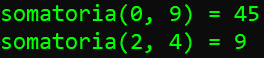 somatoria(0, 9) = 45
somatoria(2, 4) = 9